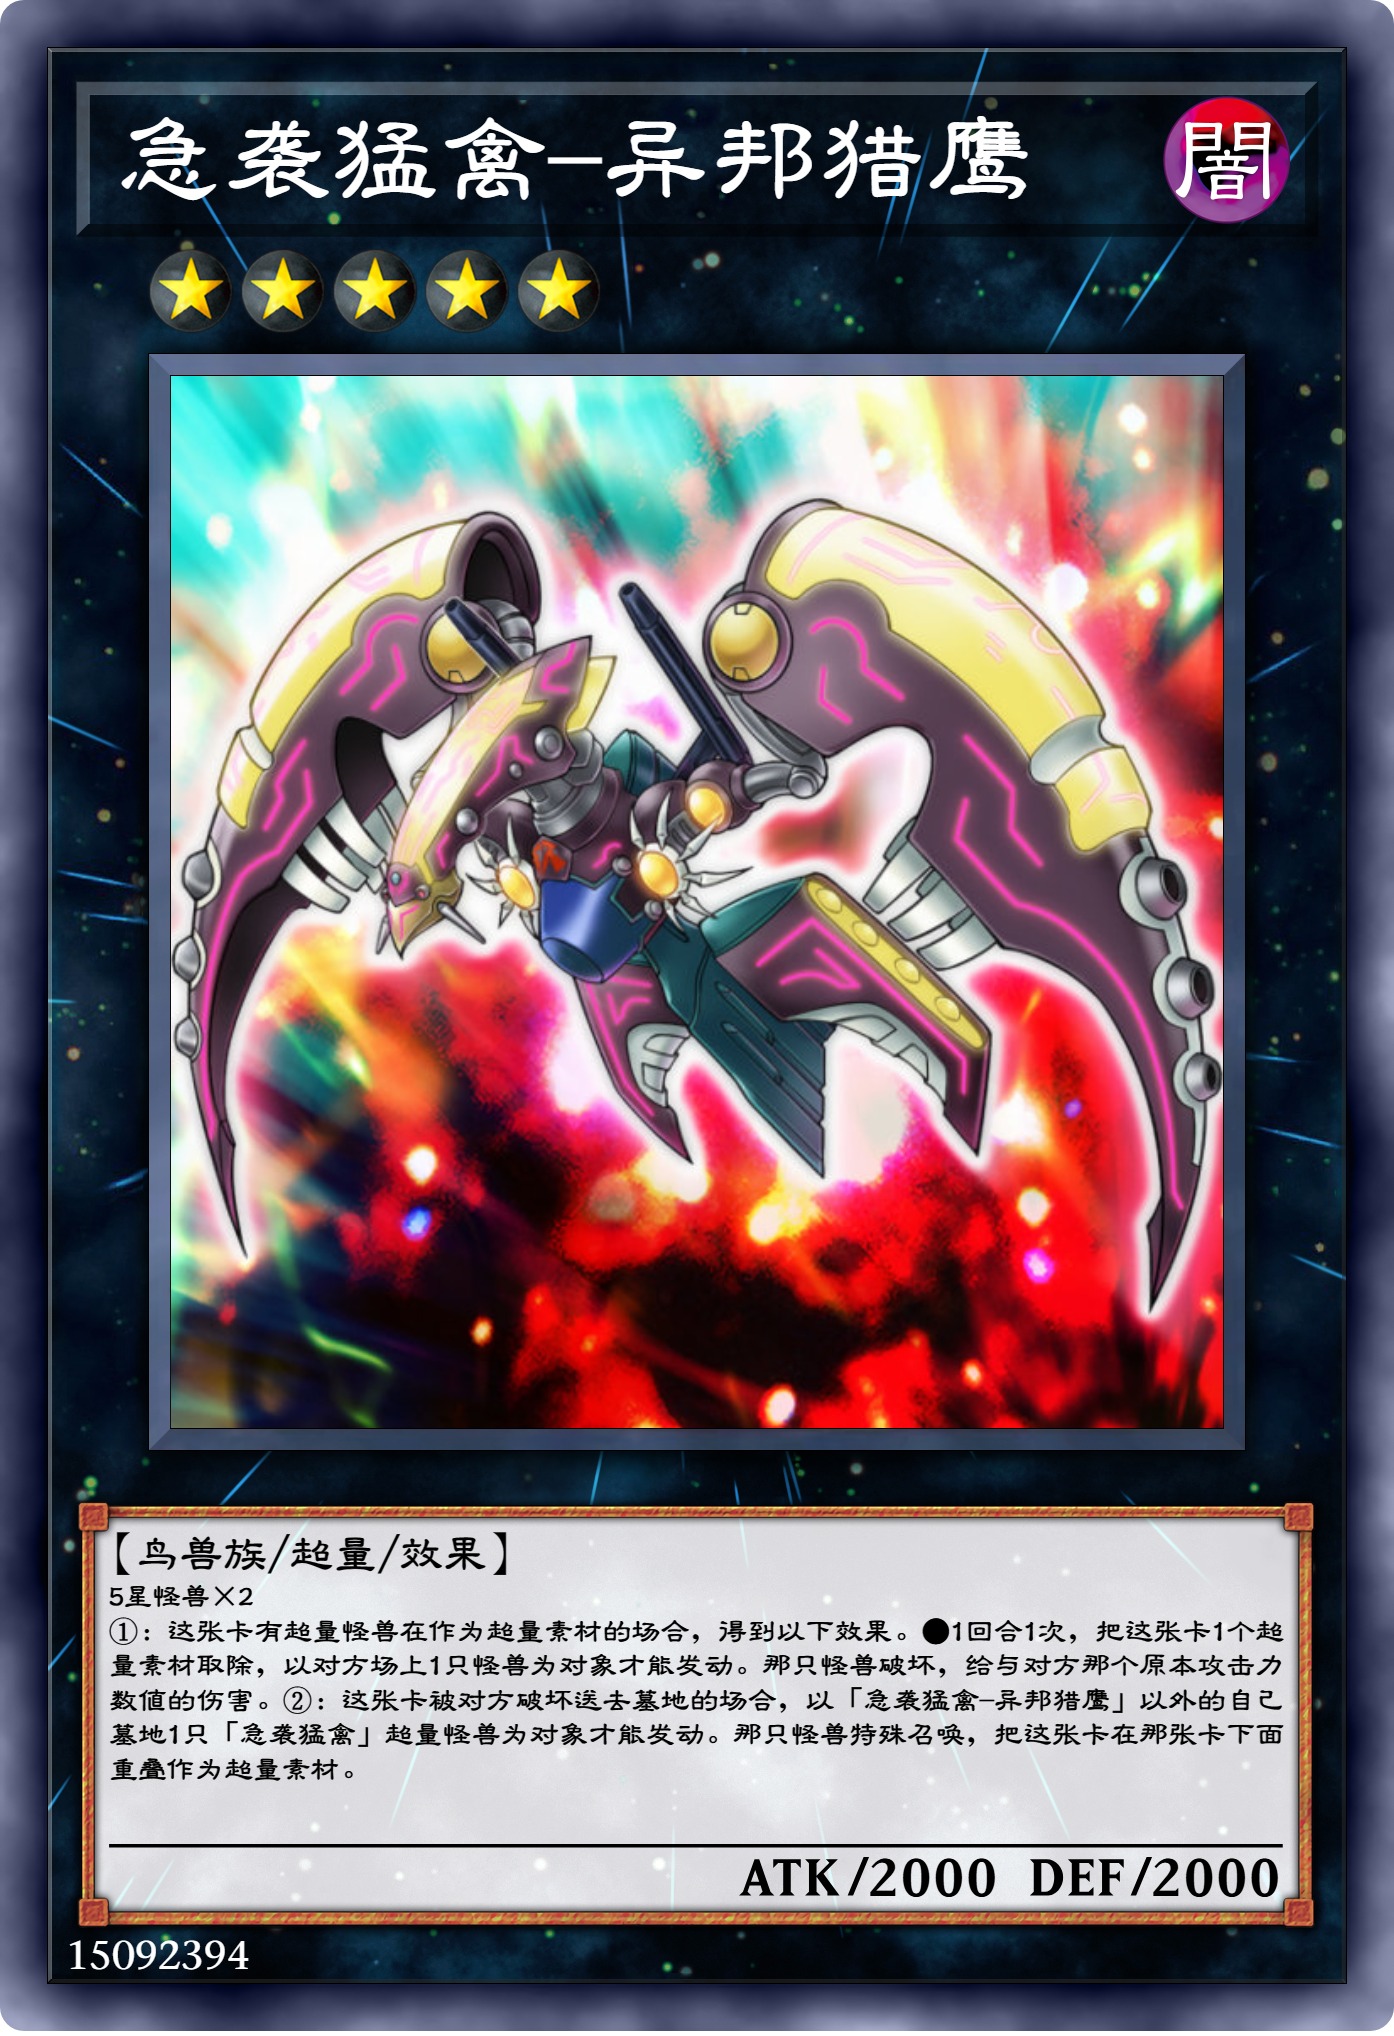 急袭猛禽-异邦猎鹰
闇
【鸟兽族/超量/效果】
5星怪兽×2
①：这张卡有超量怪兽在作为超量素材的场合，得到以下效果。●1回合1次，把这张卡1个超
量素材取除，以对方场上1只怪兽为对象才能发动。那只怪兽破坏，给与对方那个原本攻击力
数值的伤害。②：这张卡被对方破坏送去墓地的场合，以「急袭猛禽-异邦猎鹰」以外的自己
墓地1只「急袭猛禽」超量怪兽为对象才能发动。那只怪兽特殊召唤，把这张卡在那张卡下面
重叠作为超量素材。
ATK/2000 DEF/2000
15092394